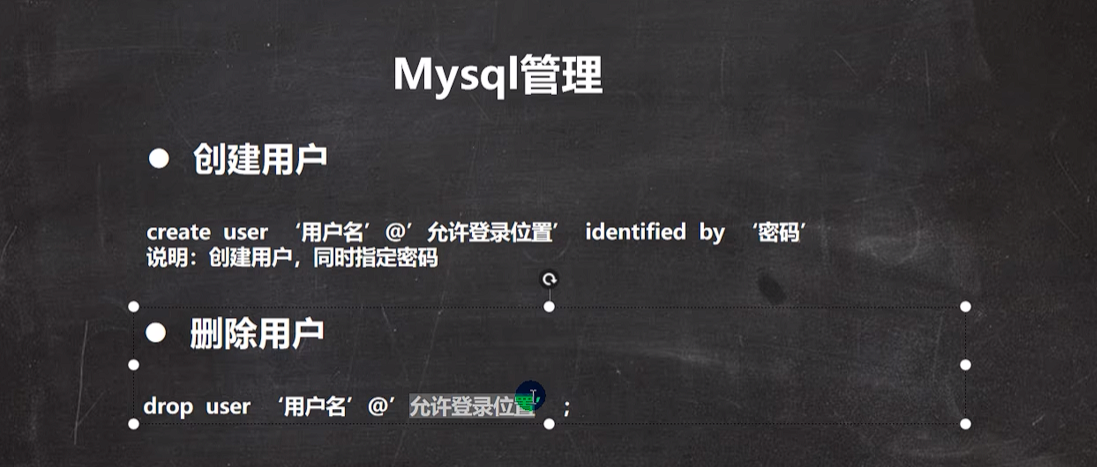 Mysql管理
● 创建用户
create user ‘用户名’@’允许登录位置’ identified by ‘密码’
说明：创建用户，同时指定密码
● 删除用户
drop user ‘用户名’@’允许登录位置’ ;